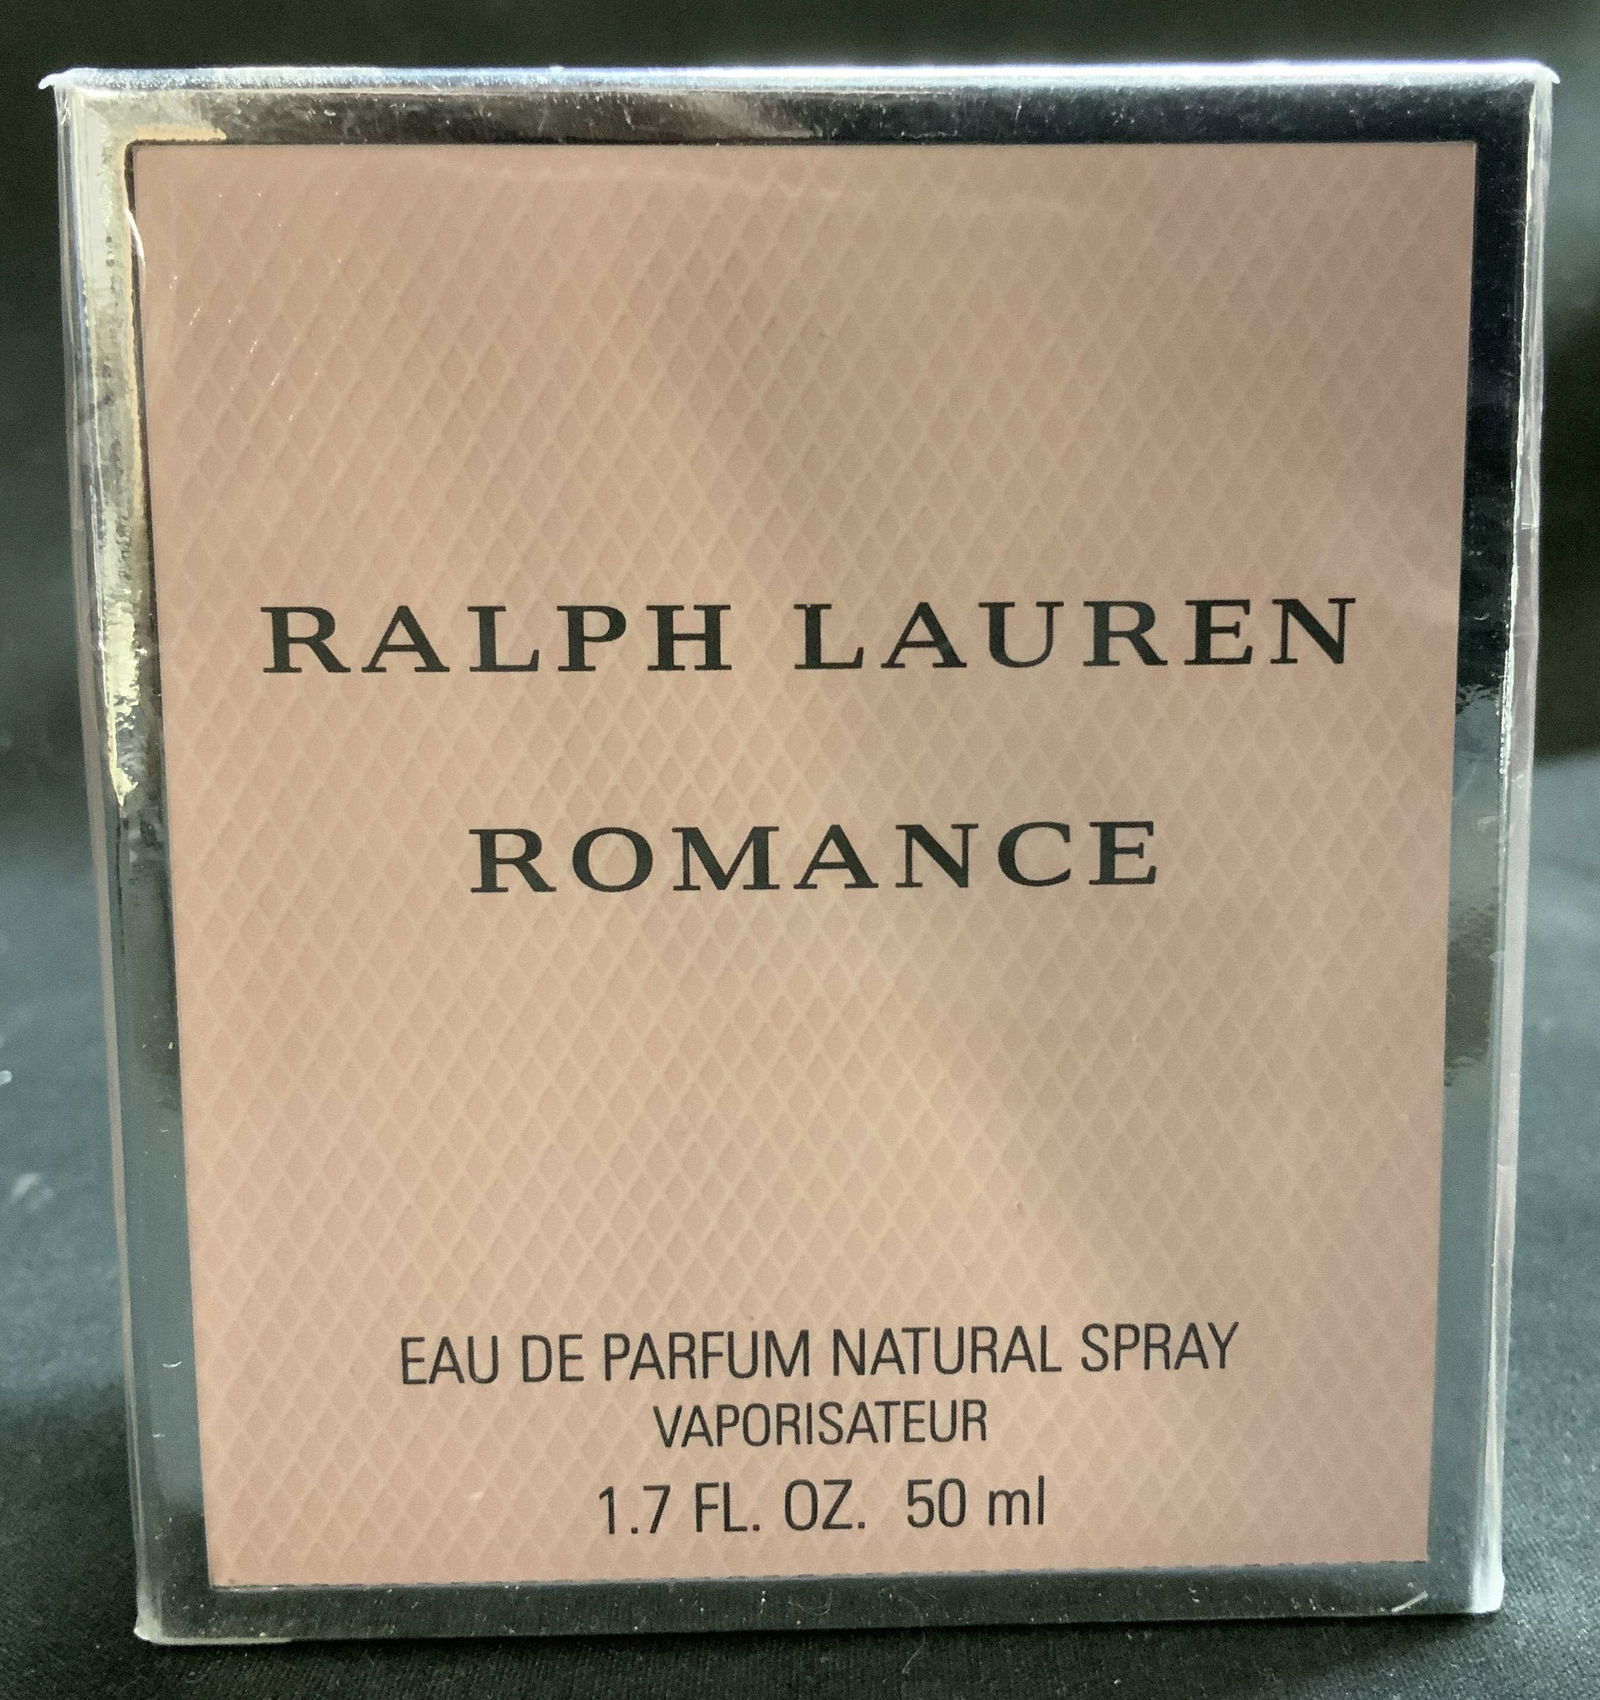 RALPH LAUREN
ROMANCE
EAU DE PARFUM NATURAL SPRAY
VAPORISATEUR
1.7 FL. OZ. 50 ml